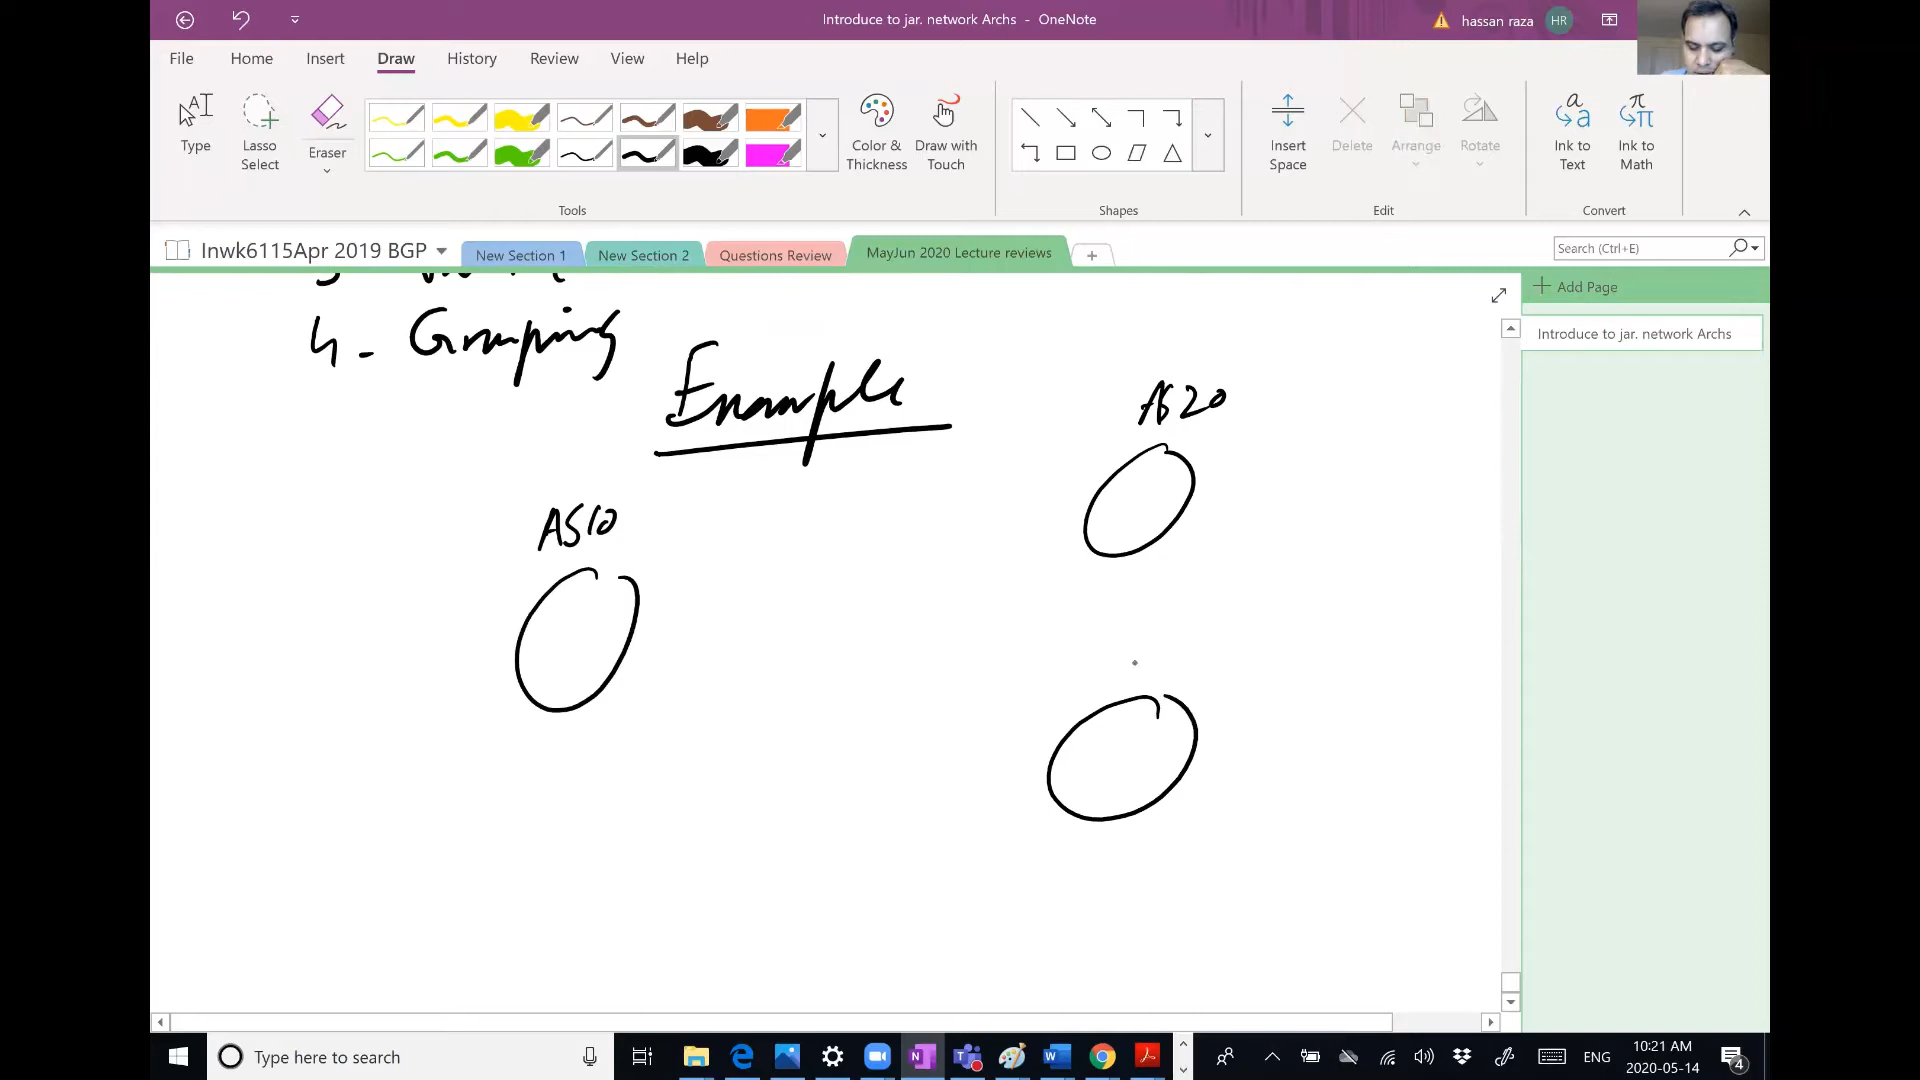 Introduce to jar. network Archs - OneNote
hassan raza HR
File Home Insert Draw History Review View Help
Type
Lasso Select
Eraser
Color & Thickness
Draw with Touch
Insert Space
Delete
Arrange
Rotate
Ink to Text
Ink to Math
Tools Shapes Edit Convert
Inwk6115Apr 2019 BGP New Section 1 New Section 2 Questions Review MayJun 2020 Lecture reviews
Search (Ctrl+E)
Add Page
Introduce to jar. network Archs
4 - Grouping
Example
AS20
AS10
Type here to search
ENG
10:21 AM
2020-05-14
4